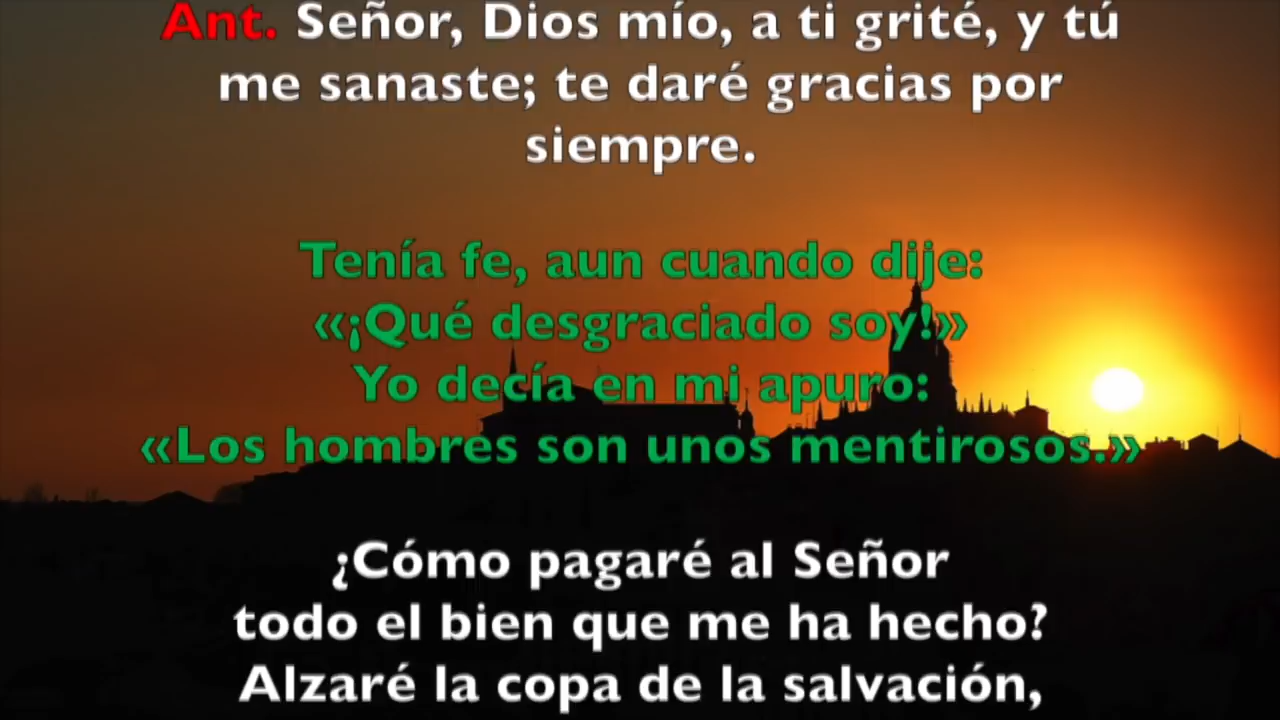 Ant. Señor, Dios mío, a ti grité, y tú
me sanaste; te daré gracias por
siempre.
Tenía fe, aun cuando dije:
«¡Qué desgraciado soy!»
Yo decía en mi apuro:
«Los hombres son unos mentirosos.»
¿Cómo pagaré al Señor
todo el bien que me ha hecho?
Alzaré la copa de la salvación,